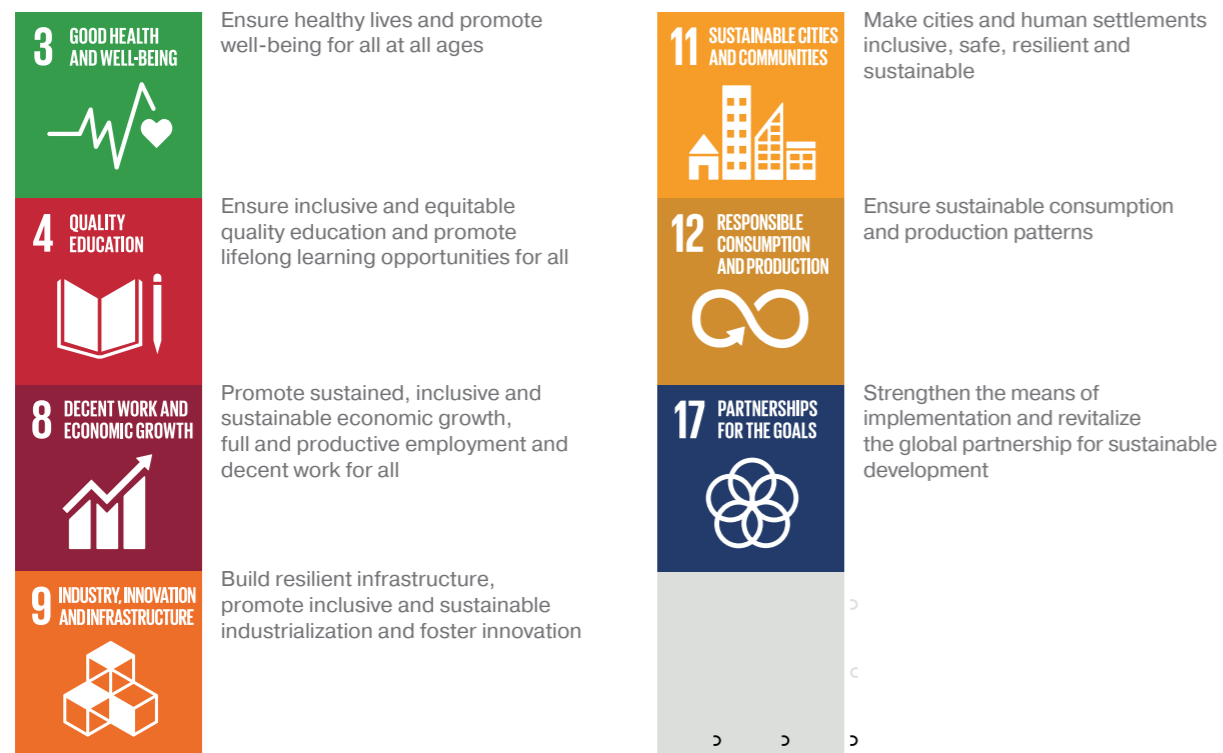 3 GOOD HEALTH
AND WELL-BEING
Ensure healthy lives and promote
well-being for all at all ages
4 QUALITY
EDUCATION
Ensure inclusive and equitable
quality education and promote
lifelong learning opportunities for all
8 DECENT WORK AND
ECONOMIC GROWTH
Promote sustained, inclusive and
sustainable economic growth,
full and productive employment and
decent work for all
9 INDUSTRY, INNOVATION
AND INFRASTRUCTURE
Build resilient infrastructure,
promote inclusive and sustainable
industrialization and foster innovation
11 SUSTAINABLE CITIES
AND COMMUNITIES
Make cities and human settlements
inclusive, safe, resilient and
sustainable
12 RESPONSIBLE
CONSUMPTION
AND PRODUCTION
Ensure sustainable consumption
and production patterns
17 PARTNERSHIPS
FOR THE GOALS
Strengthen the means of
implementation and revitalize
the global partnership for sustainable
development